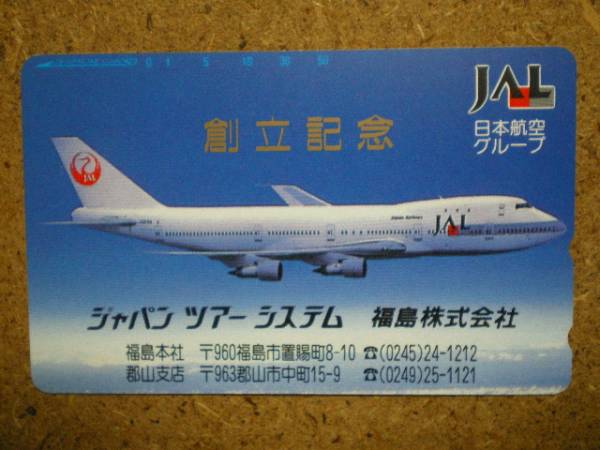 0 1 5 10 30 50
JAL
日本航空
グループ
創立記念
JAL
Japan Airlines
JAL
ジャパン ツアー システム 福島株式会社
福島本社 〒960福島市置賜町8-10 ☎(0245)24-1212
郡山支店 〒963郡山市中町15-9 ☎(0249)25-1121